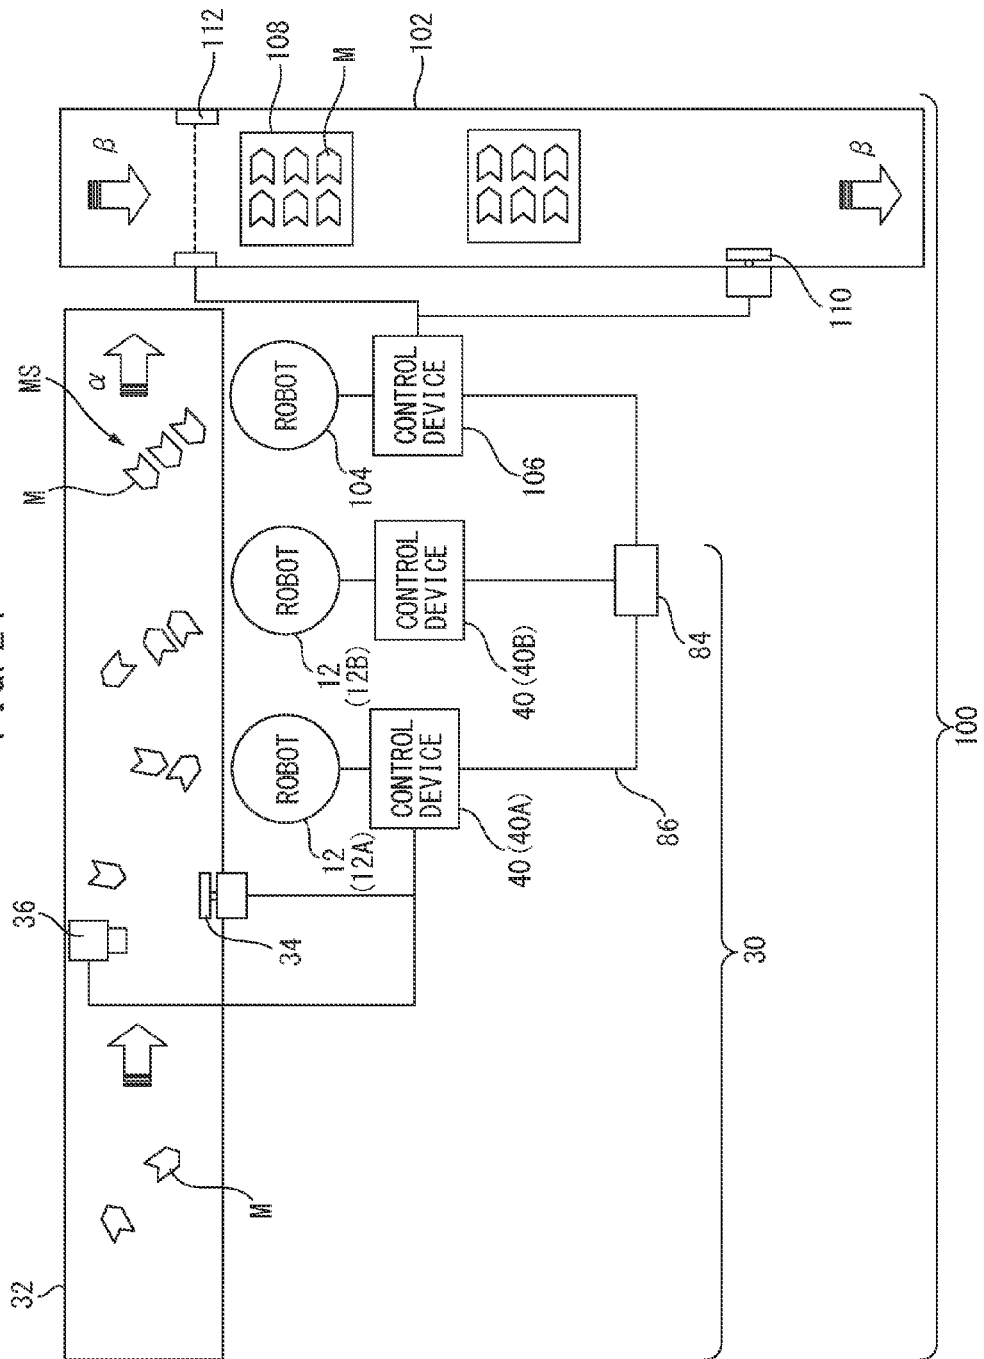 112
108
M
102
β
β
110
MS
α
M
ROBOT
104
CONTROL
DEVICE
106
ROBOT
12
(12B)
CONTROL
DEVICE
40 (40B)
84
ROBOT
12
(12A)
CONTROL
DEVICE
40 (40A)
86
36
34
30
100
M
32